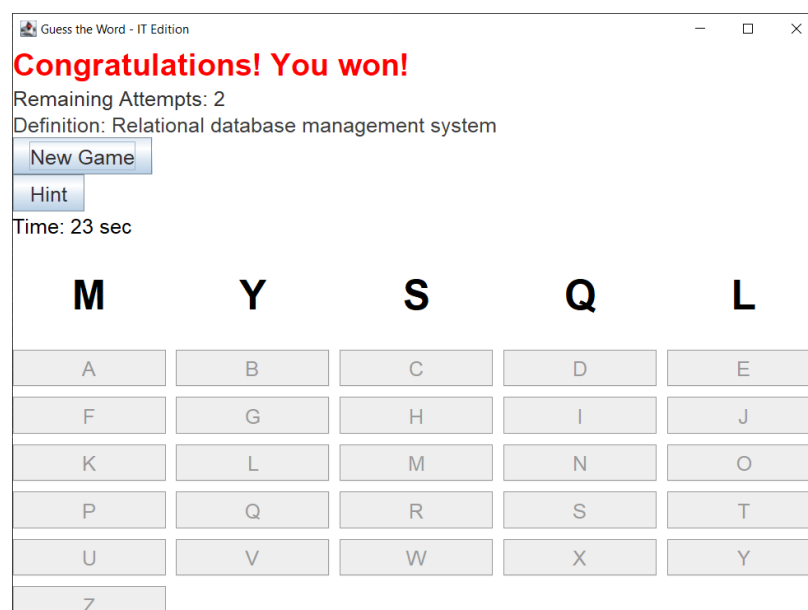 Guess the Word - IT Edition
Congratulations! You won!
Remaining Attempts: 2
Definition: Relational database management system
New Game
Hint
Time: 23 sec
M Y S Q L
A B C D E
F G H I J
K L M N O
P Q R S T
U V W X Y
Z